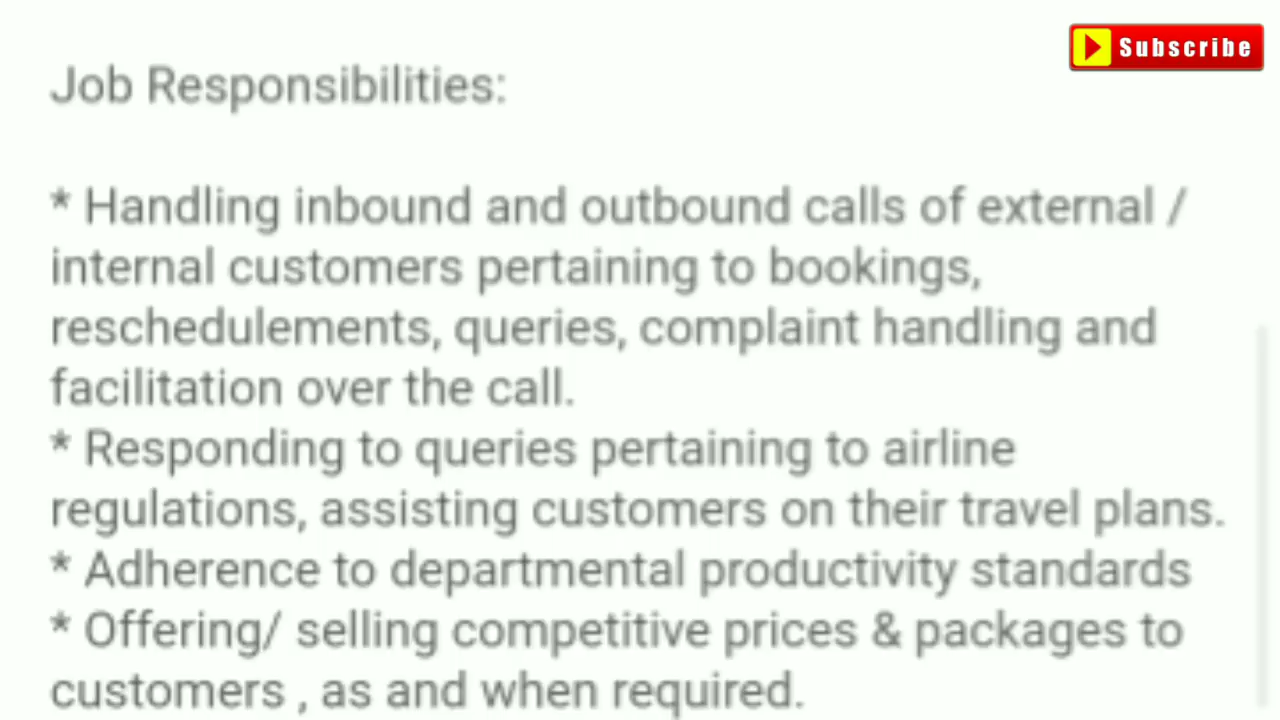 Subscribe
Job Responsibilities:
* Handling inbound and outbound calls of external /
internal customers pertaining to bookings,
reschedulements, queries, complaint handling and
facilitation over the call.
* Responding to queries pertaining to airline
regulations, assisting customers on their travel plans.
* Adherence to departmental productivity standards
* Offering/ selling competitive prices & packages to
customers , as and when required.